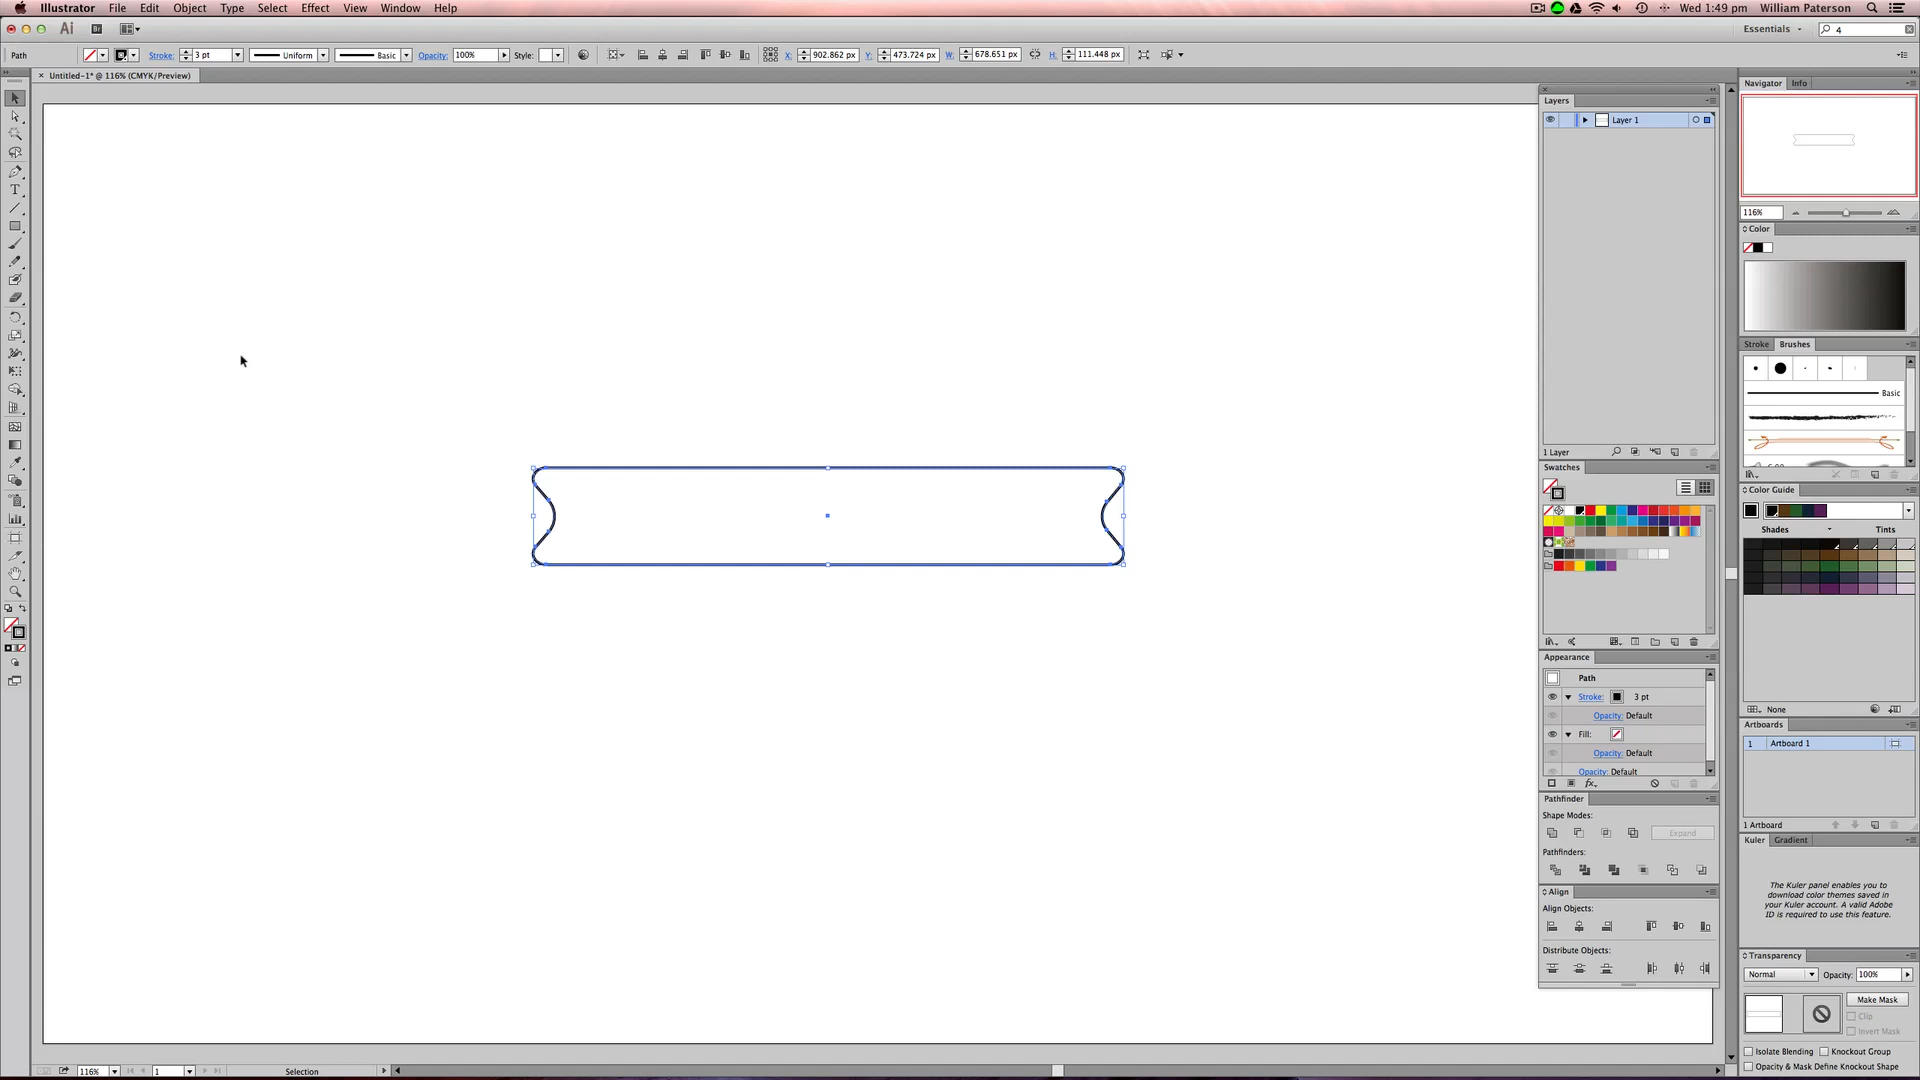 Illustrator File Edit Object Type Select Effect View Window Help
Wed 1:49 pm William Paterson
Ai Br Essentials 4
Path Stroke: 3 pt Uniform Basic Opacity: 100% Style: X: 902.862 px Y: 473.724 px W: 678.651 px H: 111.448 px
Untitled-1* @ 116% (CMYK/Preview)
Layers
Layer 1
1 Layer
Swatches
Appearance
Path
Stroke: 3 pt
Opacity: Default
Fill:
Opacity: Default
Opacity: Default
fx
Pathfinder
Shape Modes:
Expand
Pathfinders:
Align
Align Objects:
Distribute Objects:
Navigator Info
116%
Color
Stroke Brushes
Basic
Color Guide
Shades Tints
None
Artboards
1 Artboard 1
1 Artboard
Kuler Gradient
The Kuler panel enables you to
download color themes saved in
your Kuler account. A valid Adobe
ID is required to use this feature.
Transparency
Normal Opacity: 100%
Make Mask
Clip
Invert Mask
Isolate Blending Knockout Group
Opacity & Mask Define Knockout Shape
116% 1 Selection